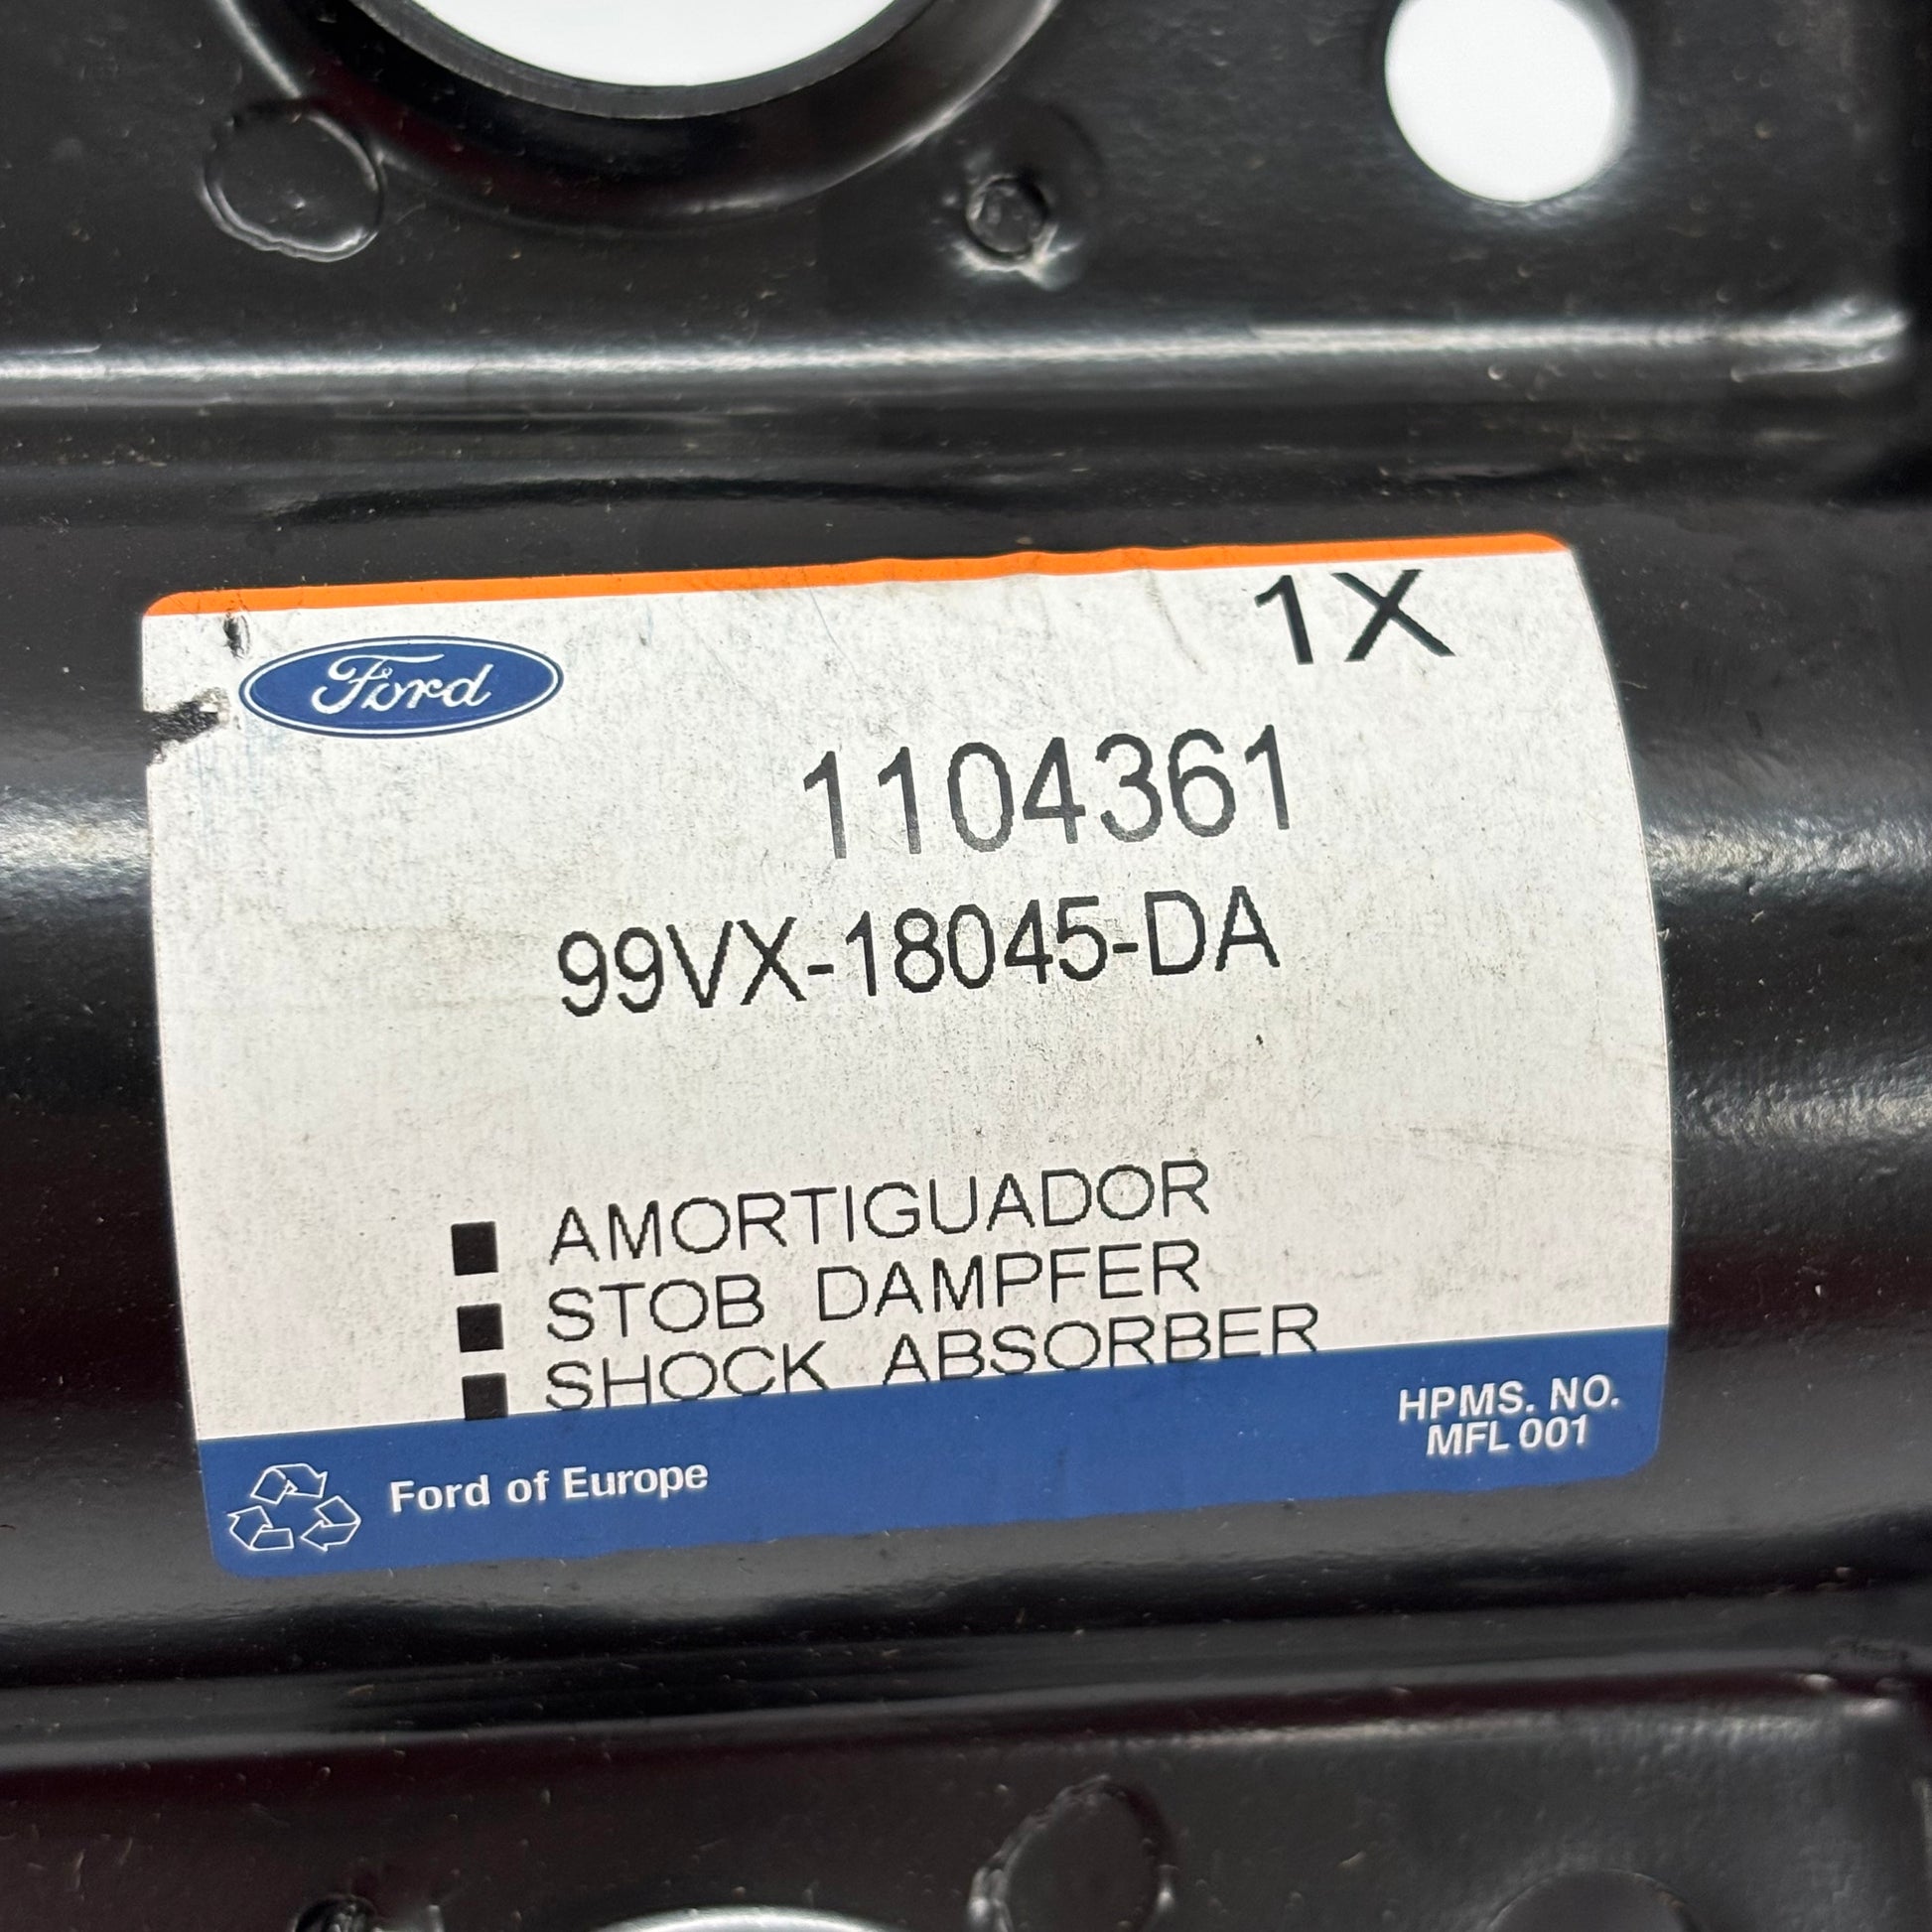 1X
Ford
1104361
99VX-18045-DA
AMORTIGUADOR
STOB DAMPFER
SHOCK ABSORBER
HPMS. NO.
MFL 001
Ford of Europe